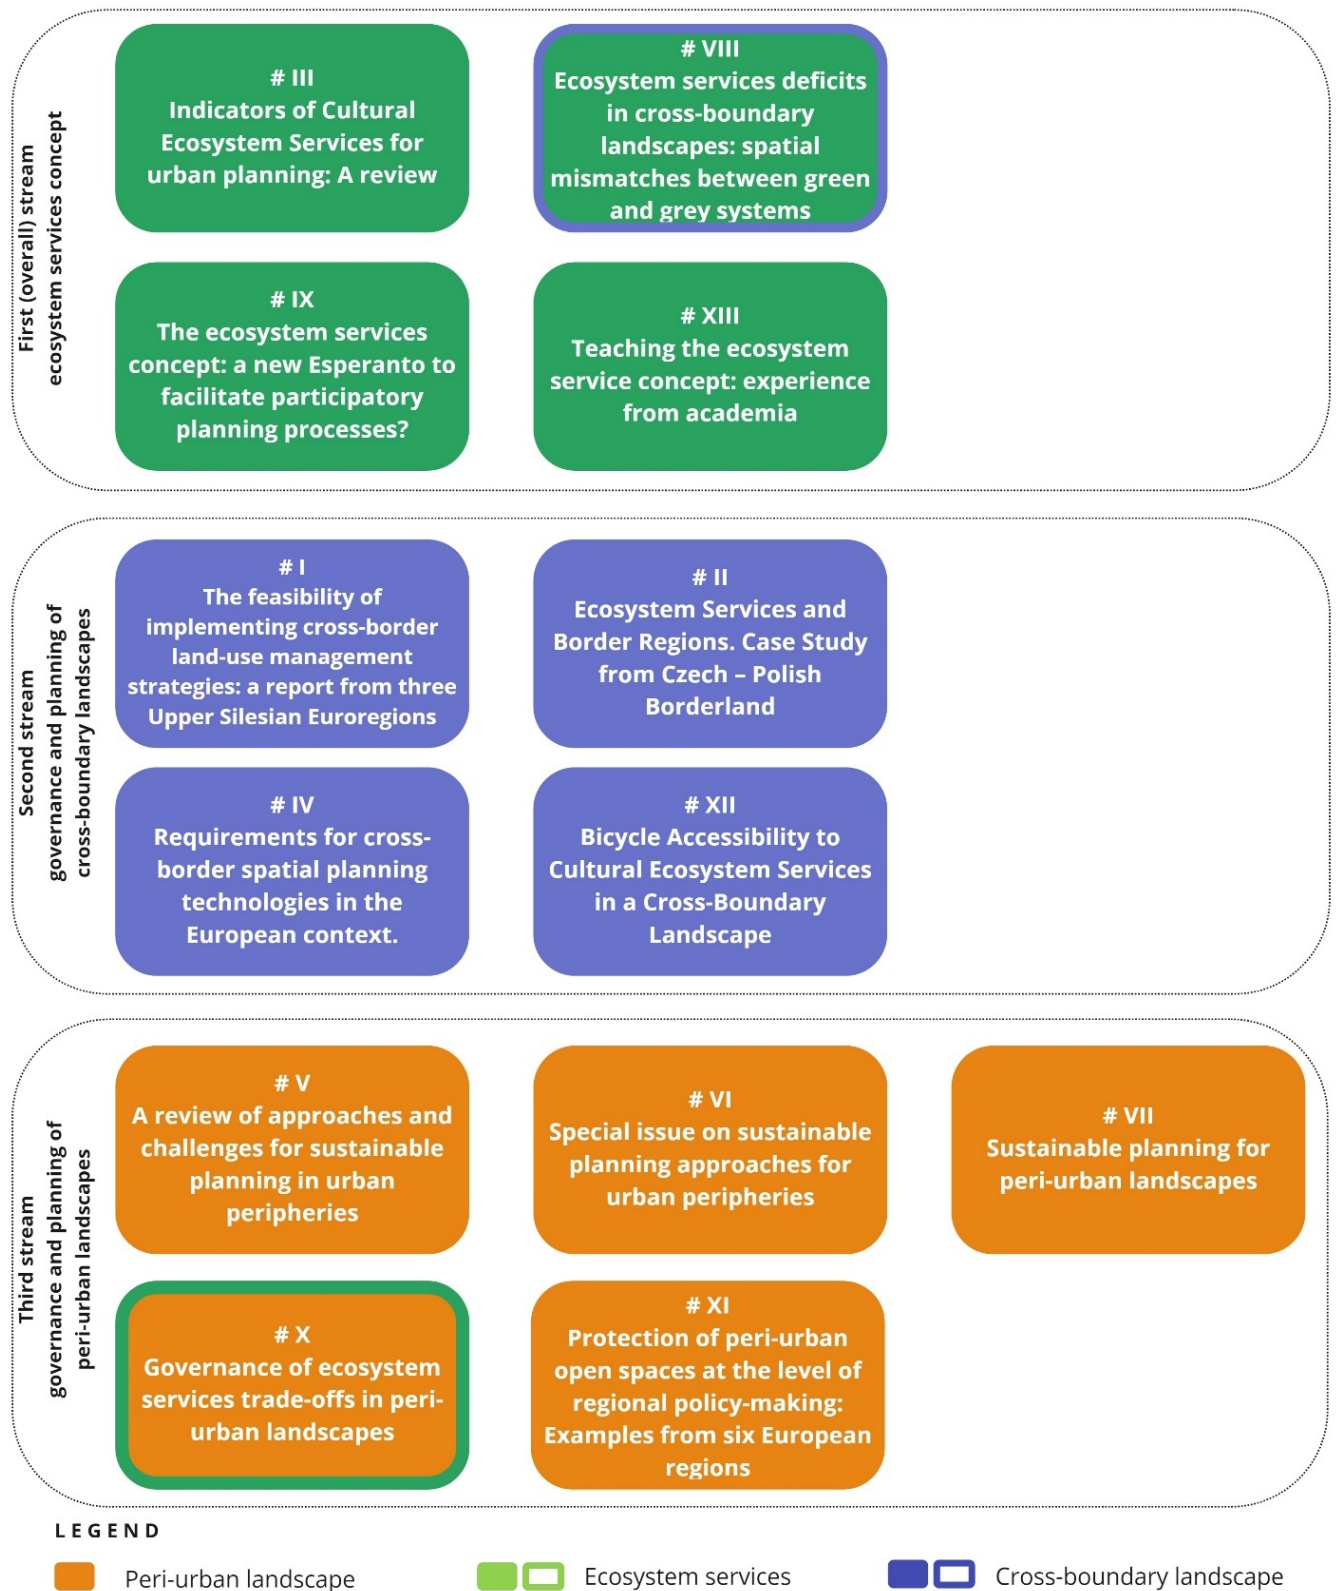 First (overall) stream
ecosystem services concept
# III
Indicators of Cultural
Ecosystem Services for
urban planning: A review
# VIII
Ecosystem services deficits
in cross-boundary
landscapes: spatial
mismatches between green
and grey systems
# IX
The ecosystem services
concept: a new Esperanto to
facilitate participatory
planning processes?
# XIII
Teaching the ecosystem
service concept: experience
from academia
Second stream
governance and planning of
cross-boundary landscapes
# I
The feasibility of
implementing cross-border
land-use management
strategies: a report from three
Upper Silesian Euroregions
# II
Ecosystem Services and
Border Regions. Case Study
from Czech – Polish
Borderland
# IV
Requirements for cross-
border spatial planning
technologies in the
European context.
# XII
Bicycle Accessibility to
Cultural Ecosystem Services
in a Cross-Boundary
Landscape
Third stream
governance and planning of
peri-urban landscapes
# V
A review of approaches and
challenges for sustainable
planning in urban
peripheries
# VI
Special issue on sustainable
planning approaches for
urban peripheries
# VII
Sustainable planning for
peri-urban landscapes
# X
Governance of ecosystem
services trade-offs in peri-
urban landscapes
# XI
Protection of peri-urban
open spaces at the level of
regional policy-making:
Examples from six European
regions
LEGEND
Peri-urban landscape
Ecosystem services
Cross-boundary landscape